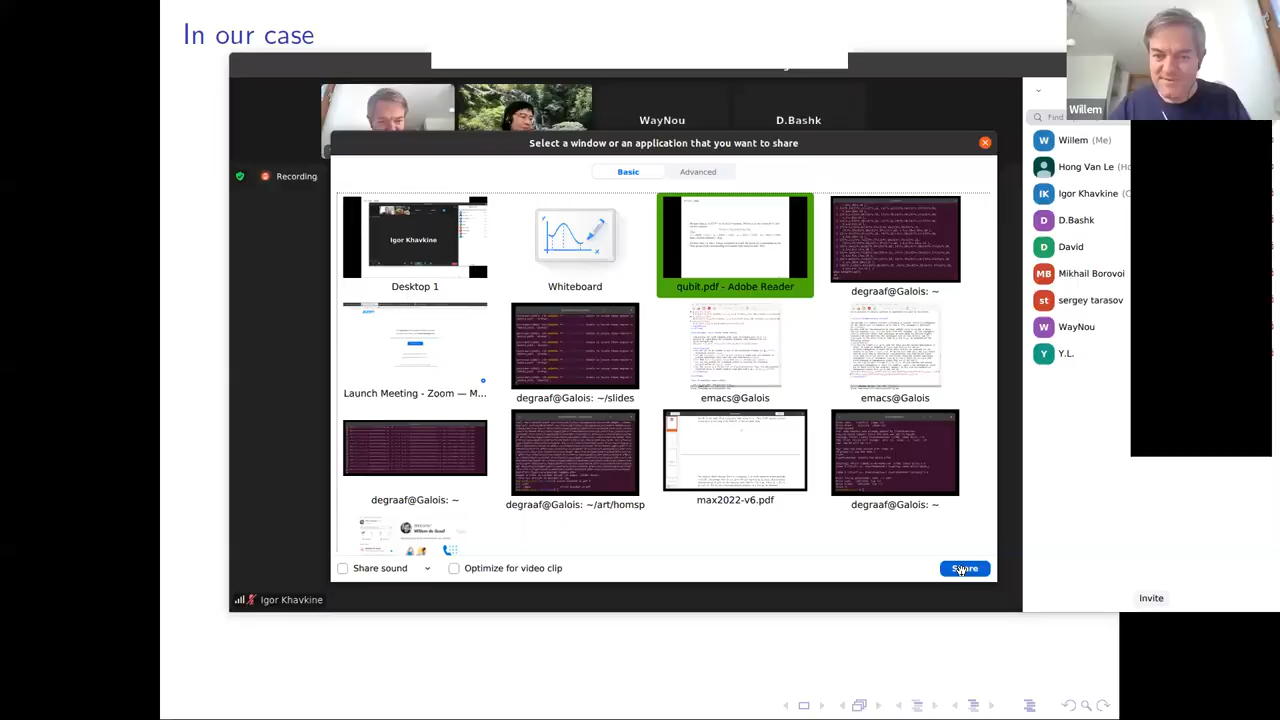 In our case
Willem
WayNou
D.Bashk
Select a window or an application that you want to share
Find
Willem (Me)
Basic
Advanced
Hong Van Le (Ho
Recording
Igor Khavkine (C
D.Bashk
David
Igor Khavkine
Mikhail Borovoi
Desktop 1
Whiteboard
qubit.pdf - Adobe Reader
degraaf@Galois: ~
sergey tarasov
WayNou
Y.L.
Launch Meeting - Zoom — M...
degraaf@Galois: ~/slides
emacs@Galois
emacs@Galois
degraaf@Galois: ~
degraaf@Galois: ~/art/homsp
max2022-v6.pdf
degraaf@Galois: ~
Share sound
Optimize for video clip
Share
Igor Khavkine
Invite